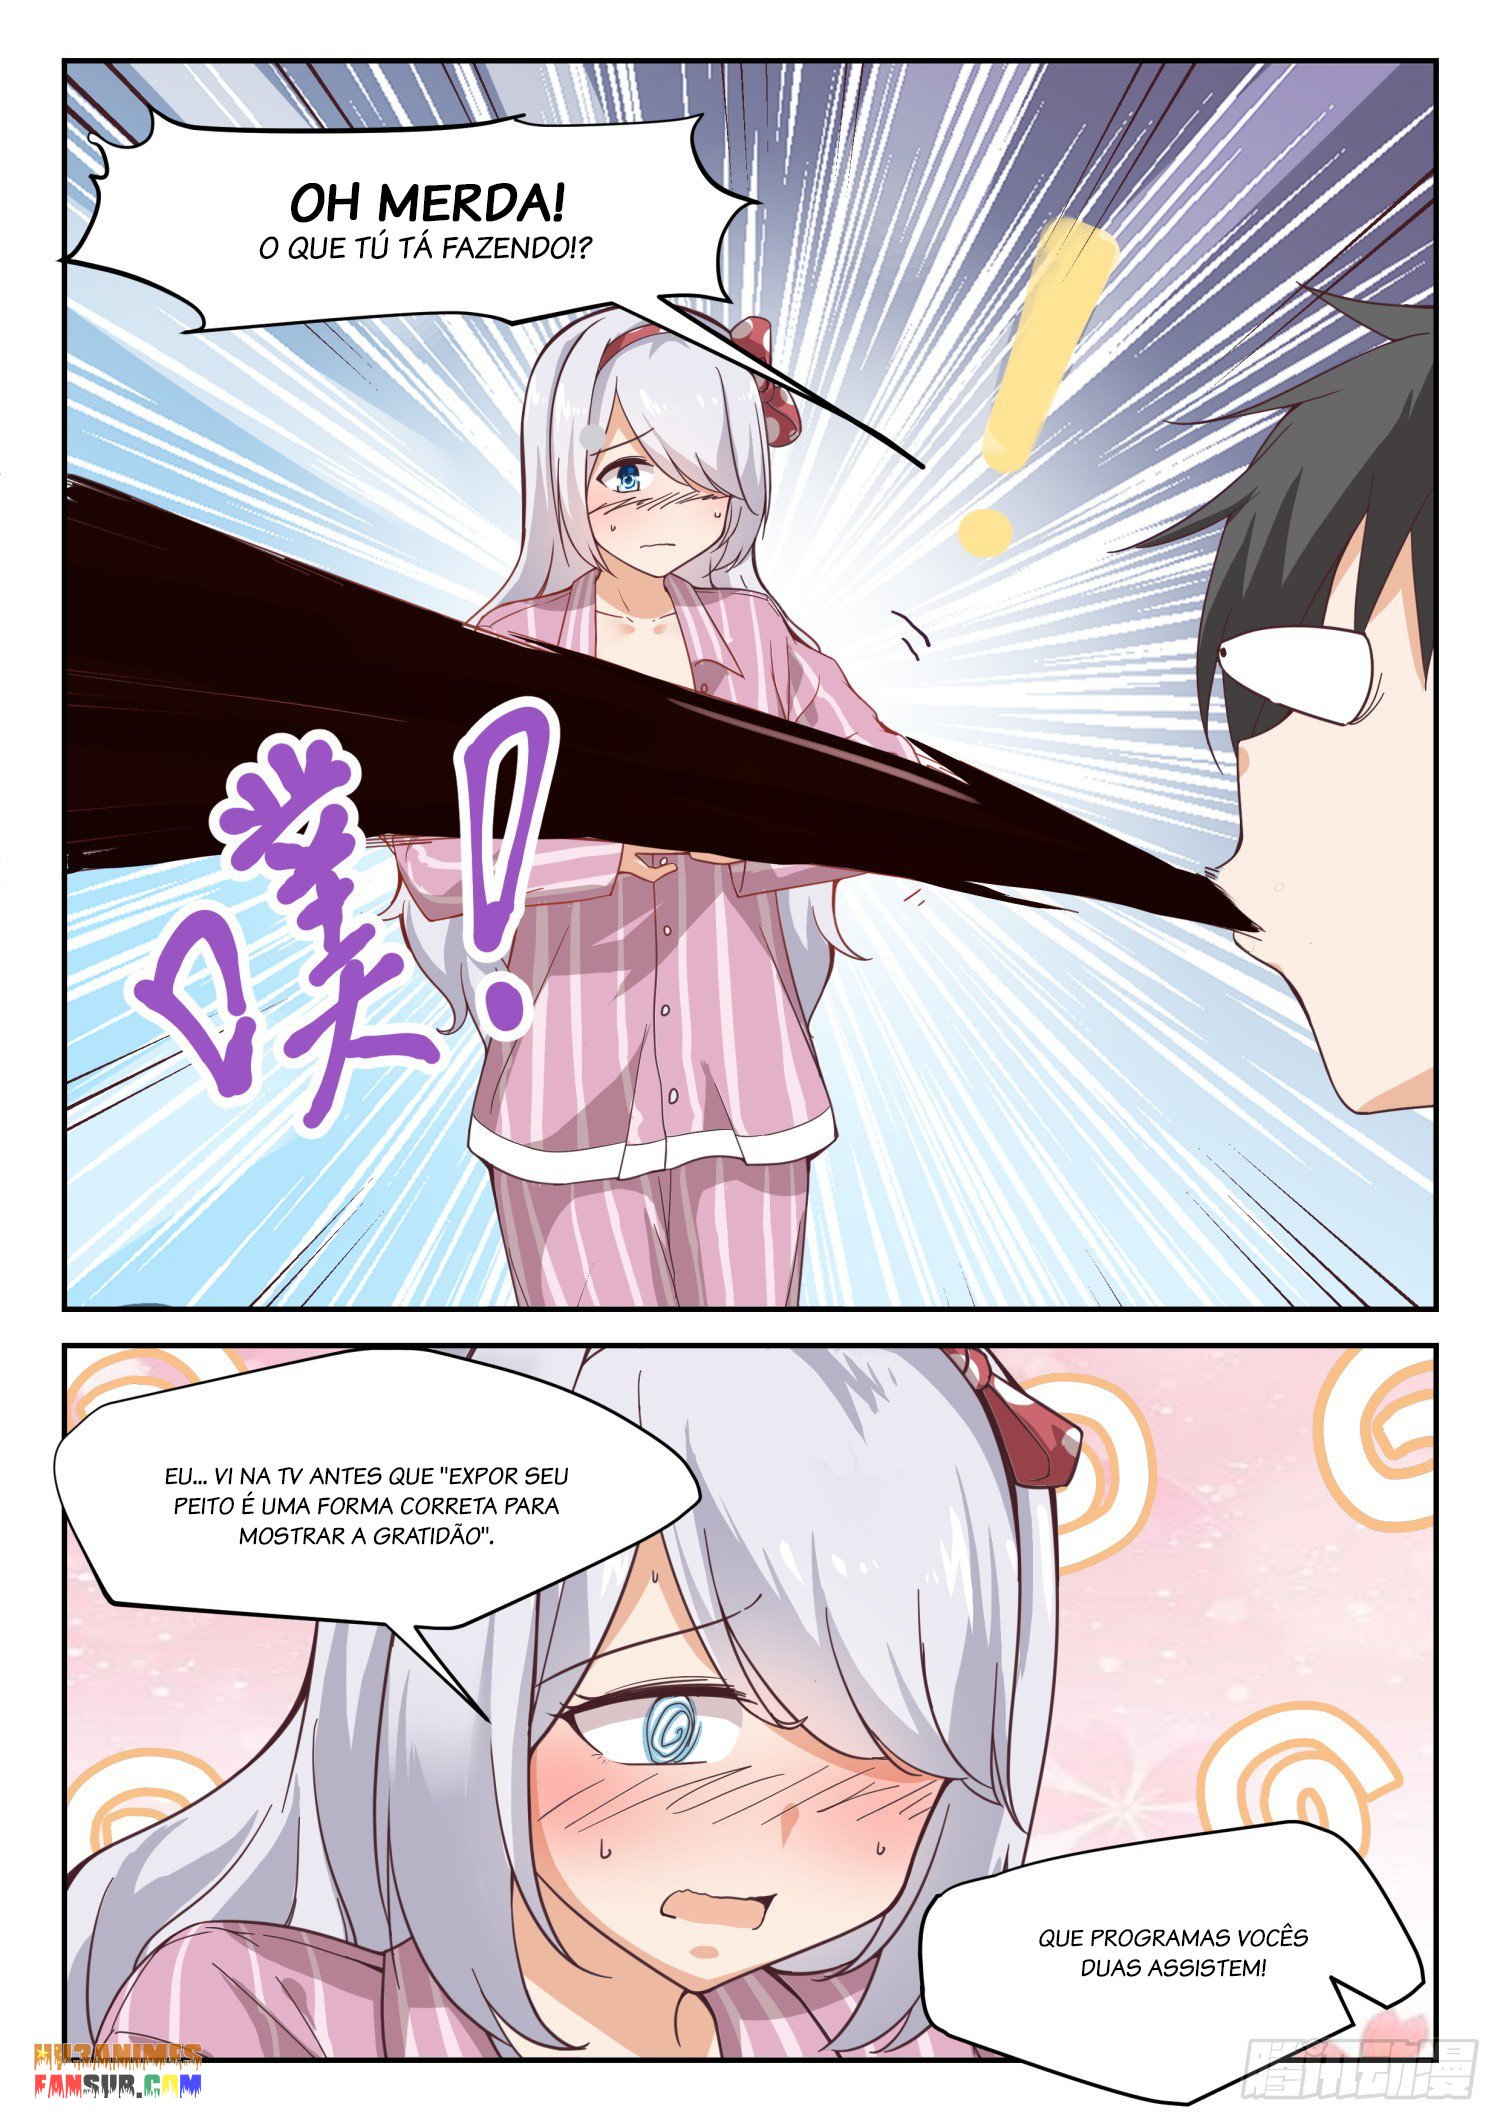 OH MERDA!
O QUE TÚ TÁ FAZENDO!?
噗!
EU... VI NA TV ANTES QUE "EXPOR SEU
PEITO É UMA FORMA CORRETA PARA
MOSTRAR A GRATIDÃO".
QUE PROGRAMAS VOCÊS
DUAS ASSISTEM!
HU3ANIMES
FANSUB.COM
腾讯动漫